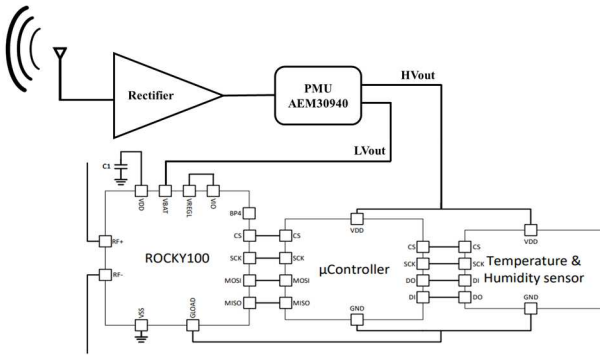 HVout
PMU
AEM30940
Rectifier
LVout
C1
VDD
VBAT
VREGL
VIO
BP4
RF+
RF-
ROCKY100
CS
SCK
MOSI
MISO
VSS
GLOAD
VDD
CS
SCK
MOSI
MISO
µController
CS
SCK
DO
DI
GND
VDD
CS
SCK
DI
DO
Temperature &
Humidity sensor
GND